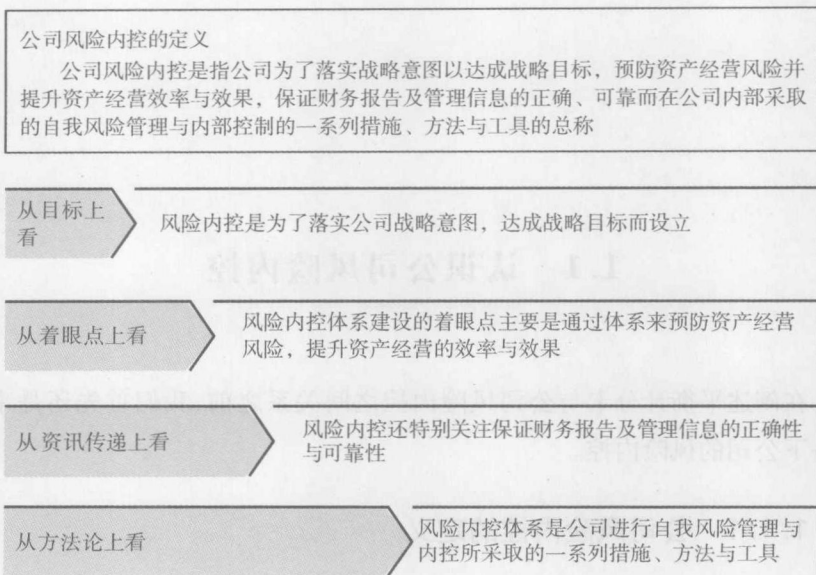 公司风险内控的定义
公司风险内控是指公司为了落实战略意图以达成战略目标，预防资产经营风险并
提升资产经营效率与效果，保证财务报告及管理信息的正确、可靠而在公司内部采取
的自我风险管理与内部控制的一系列措施、方法与工具的总称
从目标上
看
风险内控是为了落实公司战略意图，达成战略目标而设立
1.1 认识公司风险内控
从着眼点上看
风险内控体系建设的着眼点主要是通过体系来预防资产经营
风险，提升资产经营的效率与效果
从资讯传递上看
风险内控还特别关注保证财务报告及管理信息的正确性
与可靠性
从方法论上看
风险内控体系是公司进行自我风险管理与
内控所采取的一系列措施、方法与工具